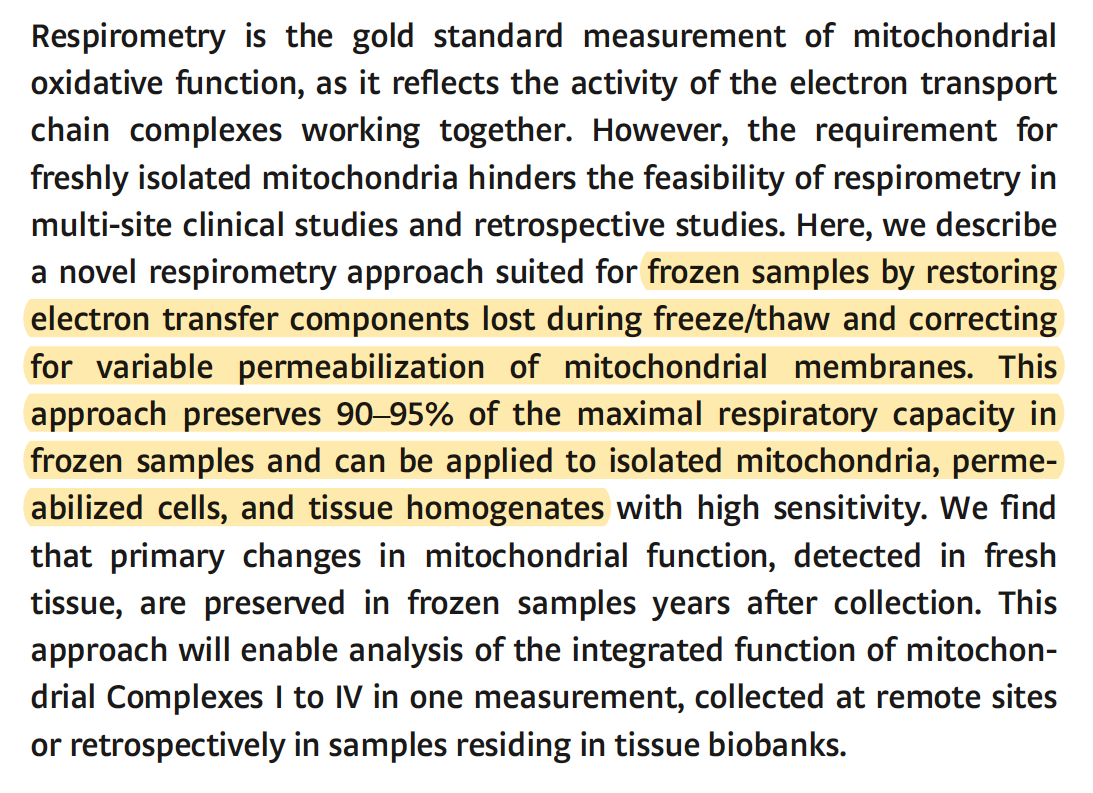 Respirometry is the gold standard measurement of mitochondrial
oxidative function, as it reflects the activity of the electron transport
chain complexes working together. However, the requirement for
freshly isolated mitochondria hinders the feasibility of respirometry in
multi-site clinical studies and retrospective studies. Here, we describe
a novel respirometry approach suited for frozen samples by restoring
electron transfer components lost during freeze/thaw and correcting
for variable permeabilization of mitochondrial membranes. This
approach preserves 90–95% of the maximal respiratory capacity in
frozen samples and can be applied to isolated mitochondria, perme-
abilized cells, and tissue homogenates with high sensitivity. We find
that primary changes in mitochondrial function, detected in fresh
tissue, are preserved in frozen samples years after collection. This
approach will enable analysis of the integrated function of mitochon-
drial Complexes I to IV in one measurement, collected at remote sites
or retrospectively in samples residing in tissue biobanks.